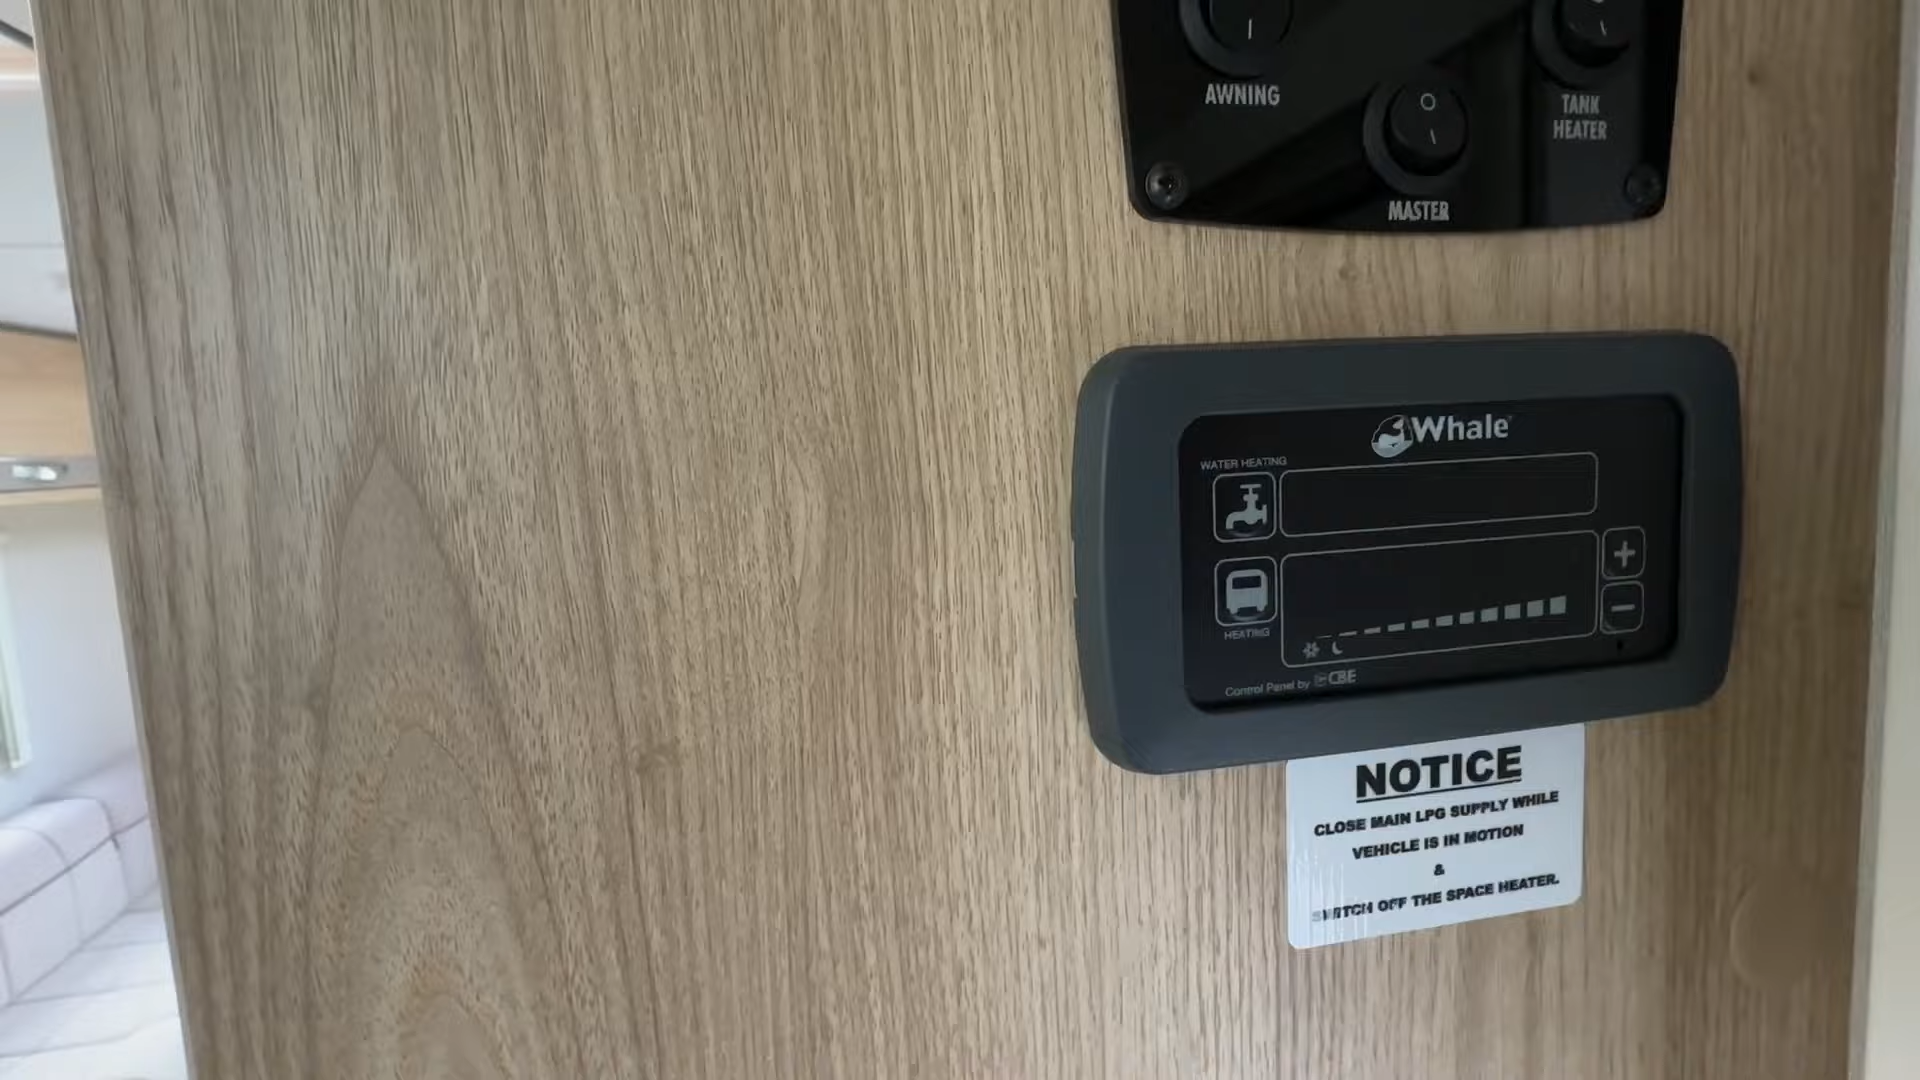 AWNING
TANK
HEATER
MASTER
Whale
WATER HEATING
HEATING
Control Panel by CBE
NOTICE
CLOSE MAIN LPG SUPPLY WHILE
VEHICLE IS IN MOTION
&
SWITCH OFF THE SPACE HEATER.